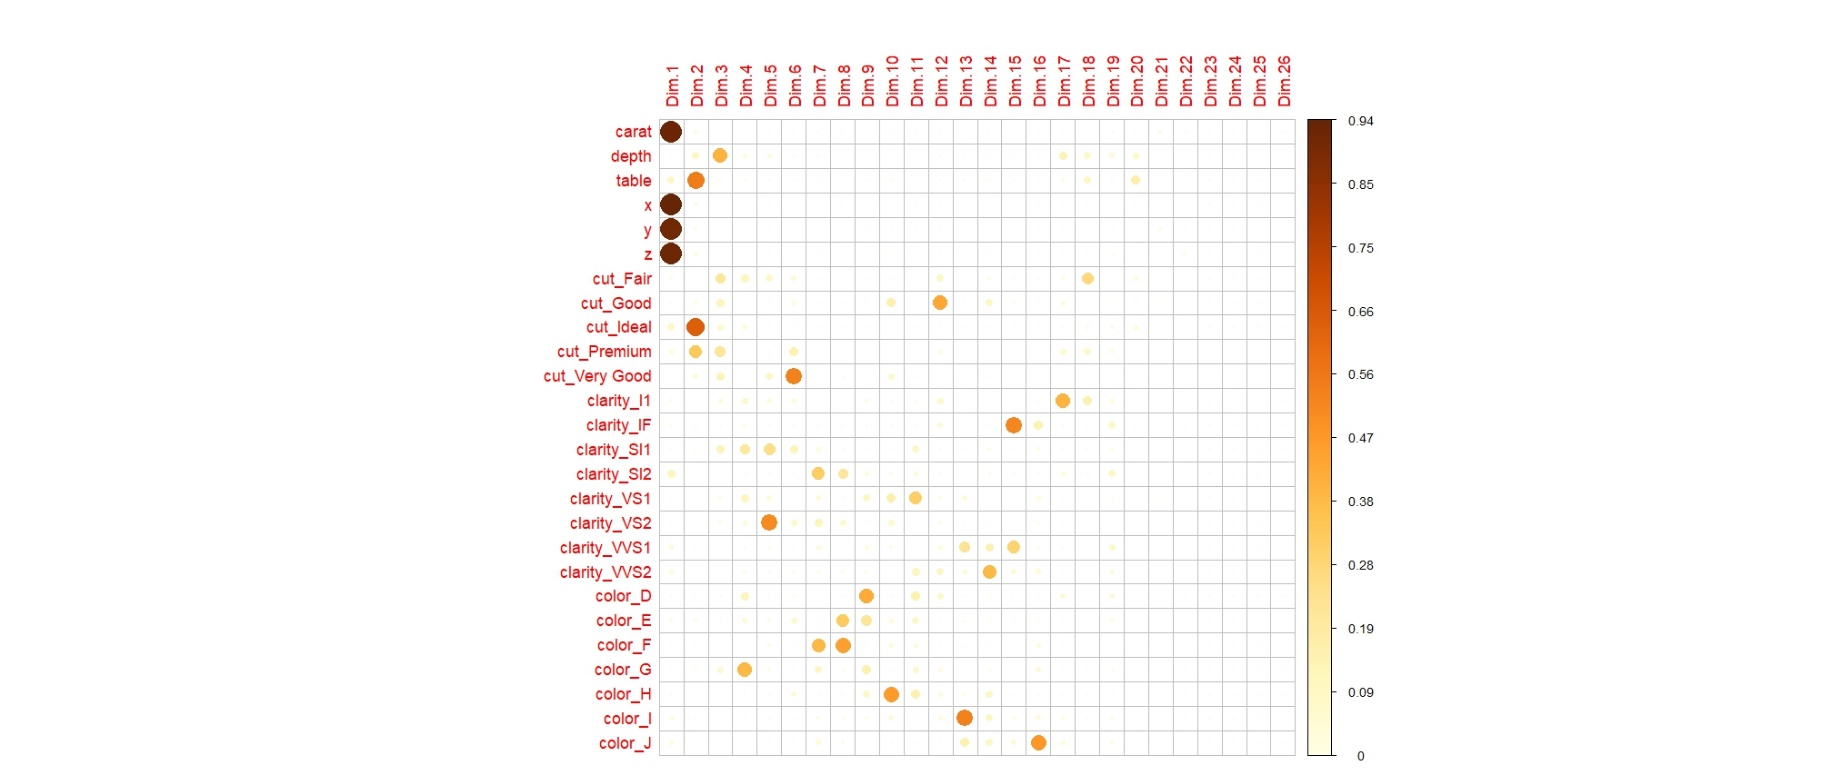 Dim.1 Dim.2 Dim.3 Dim.4 Dim.5 Dim.6 Dim.7 Dim.8 Dim.9 Dim.10 Dim.11 Dim.12 Dim.13 Dim.14 Dim.15 Dim.16 Dim.17 Dim.18 Dim.19 Dim.20 Dim.21 Dim.22 Dim.23 Dim.24 Dim.25 Dim.26
carat
depth
table
x
y
z
cut_Fair
cut_Good
cut_Ideal
cut_Premium
cut_Very Good
clarity_I1
clarity_IF
clarity_SI1
clarity_SI2
clarity_VS1
clarity_VS2
clarity_VVS1
clarity_VVS2
color_D
color_E
color_F
color_G
color_H
color_I
color_J
0.94
0.85
0.75
0.66
0.56
0.47
0.38
0.28
0.19
0.09
0